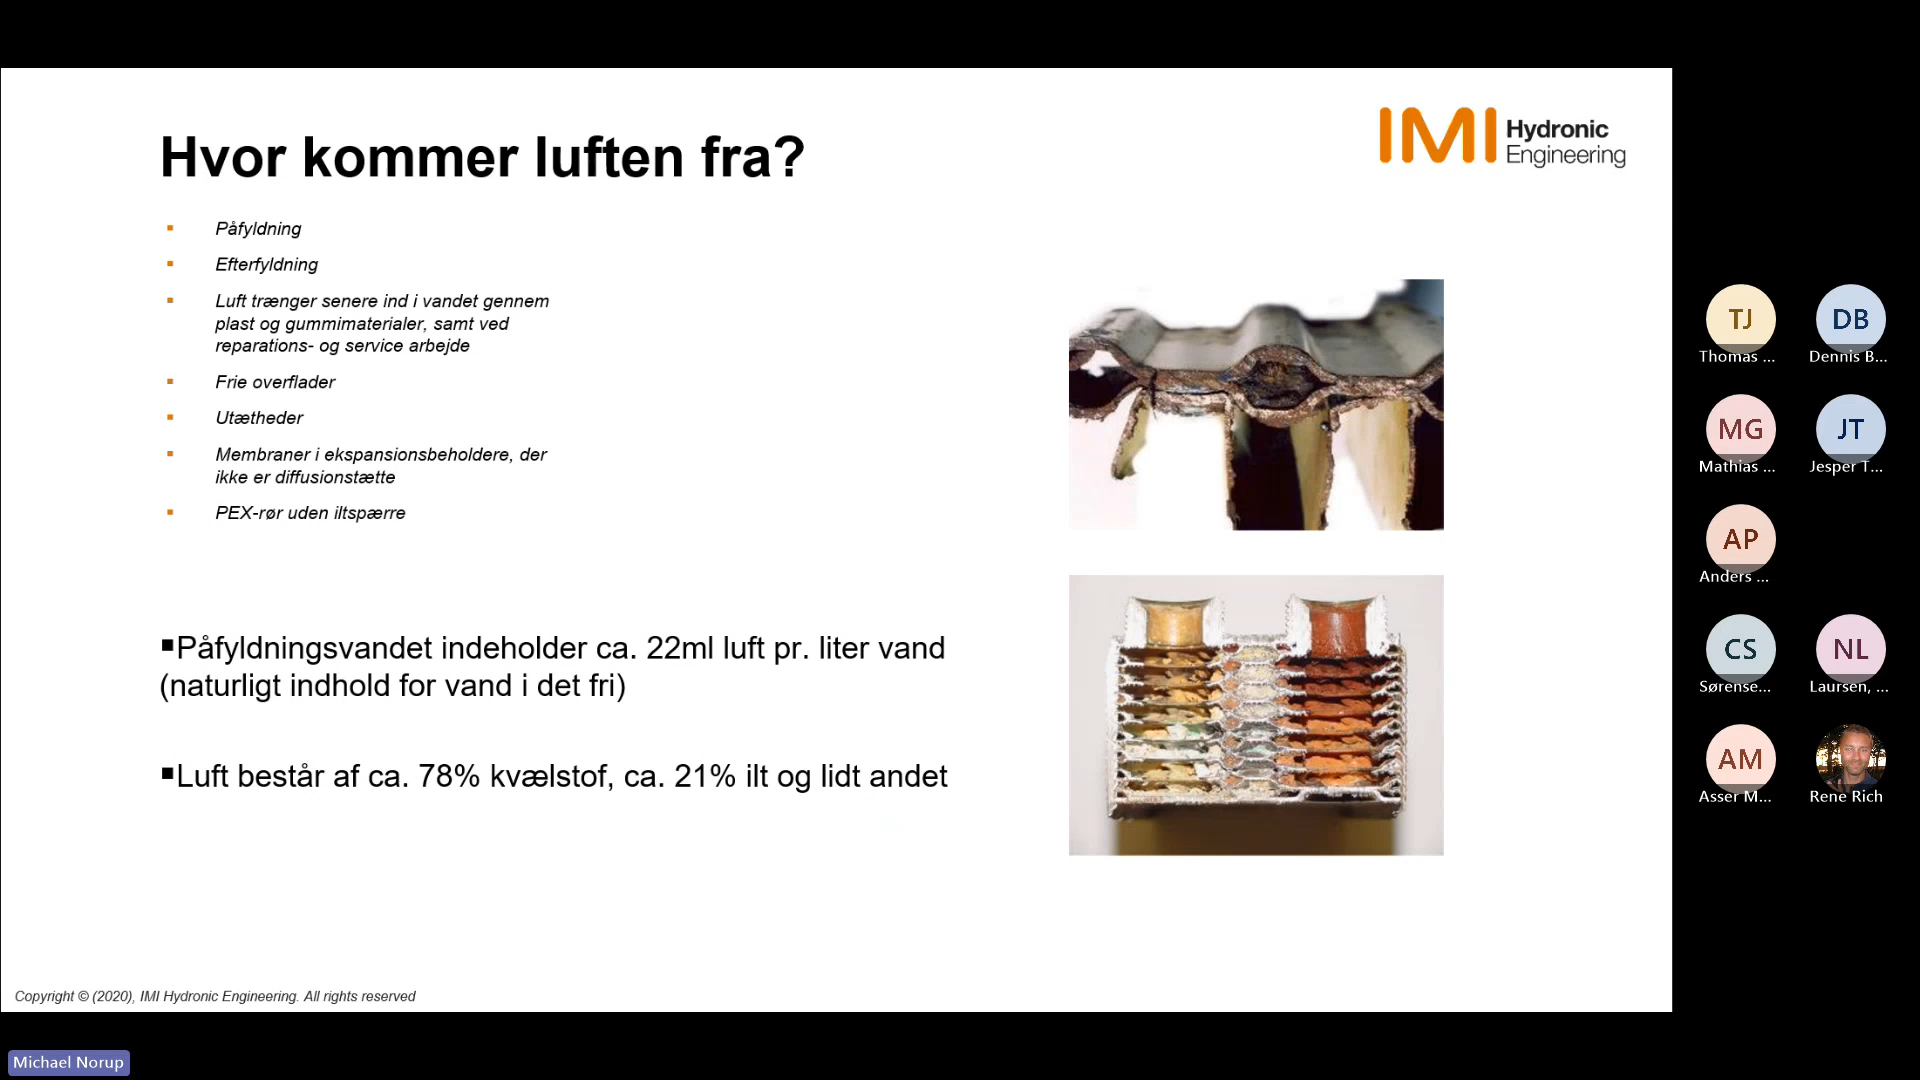 Hvor kommer luften fra?
IMI Hydronic
Engineering
▪ Påfyldning
▪ Efterfyldning
▪ Luft trænger senere ind i vandet gennem
plast og gummimaterialer, samt ved
reparations- og service arbejde
▪ Frie overflader
▪ Utætheder
▪ Membraner i ekspansionsbeholdere, der
ikke er diffusionstætte
▪ PEX-rør uden iltspærre
▪Påfyldningsvandet indeholder ca. 22ml luft pr. liter vand
(naturligt indhold for vand i det fri)
▪Luft består af ca. 78% kvælstof, ca. 21% ilt og lidt andet
Copyright © (2020), IMI Hydronic Engineering. All rights reserved
Michael Norup
TJ
Thomas ...
DB
Dennis B...
MG
Mathias ...
JT
Jesper T...
AP
Anders ...
CS
Sørense...
NL
Laursen, ...
AM
Asser M...
Rene Rich